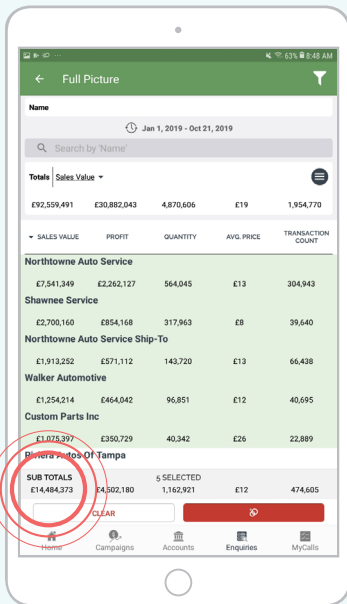 63% 8:48 AM
Full Picture
Name
Jan 1, 2019 - Oct 21, 2019
Search by 'Name'
Totals Sales Value
£92,559,491 £30,882,043 4,870,606 £19 1,954,770
SALES VALUE PROFIT QUANTITY AVG. PRICE TRANSACTION COUNT
Northtowne Auto Service
£7,541,349 £2,262,127 564,045 £13 304,943
Shawnee Service
£2,700,160 £854,168 317,963 £8 39,640
Northtowne Auto Service Ship-To
£1,913,252 £571,112 143,720 £13 66,438
Walker Automotive
£1,254,214 £464,042 96,851 £12 40,695
Custom Parts Inc
£1,075,397 £350,729 40,342 £26 22,889
Riviera Autos Of Tampa
SUB TOTALS 5 SELECTED
£14,484,373 £4,502,180 1,162,921 £12 474,605
CLEAR
Home Campaigns Accounts Enquiries MyCalls